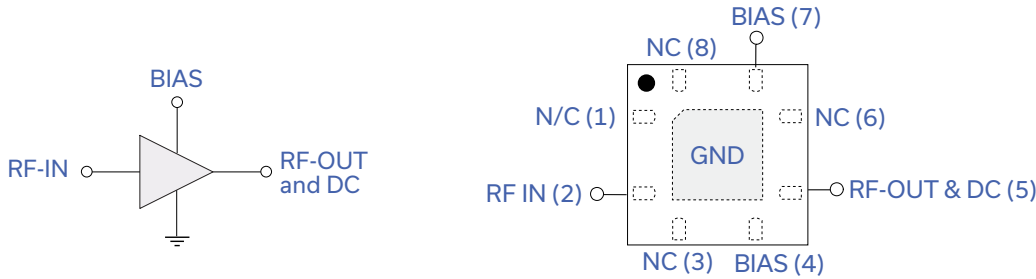 BIAS
RF-IN
RF-OUT
and DC
BIAS (7)
NC (8)
N/C (1)
NC (6)
GND
RF IN (2)
RF-OUT & DC (5)
NC (3)
BIAS (4)